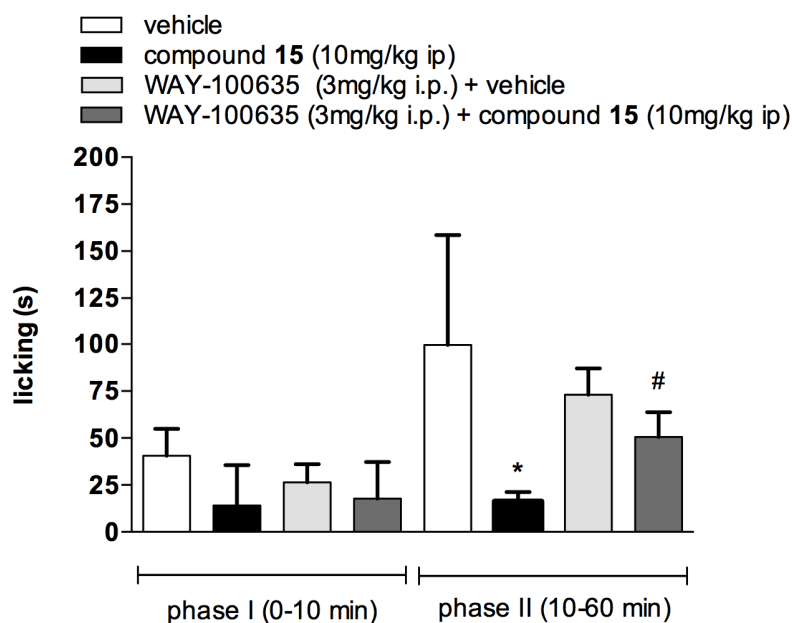 vehicle
compound 15 (10mg/kg ip)
WAY-100635 (3mg/kg i.p.) + vehicle
WAY-100635 (3mg/kg i.p.) + compound 15 (10mg/kg ip)
licking (s)
200
175
150
125
100
75
50
25
0
*
#
phase I (0-10 min)
phase II (10-60 min)